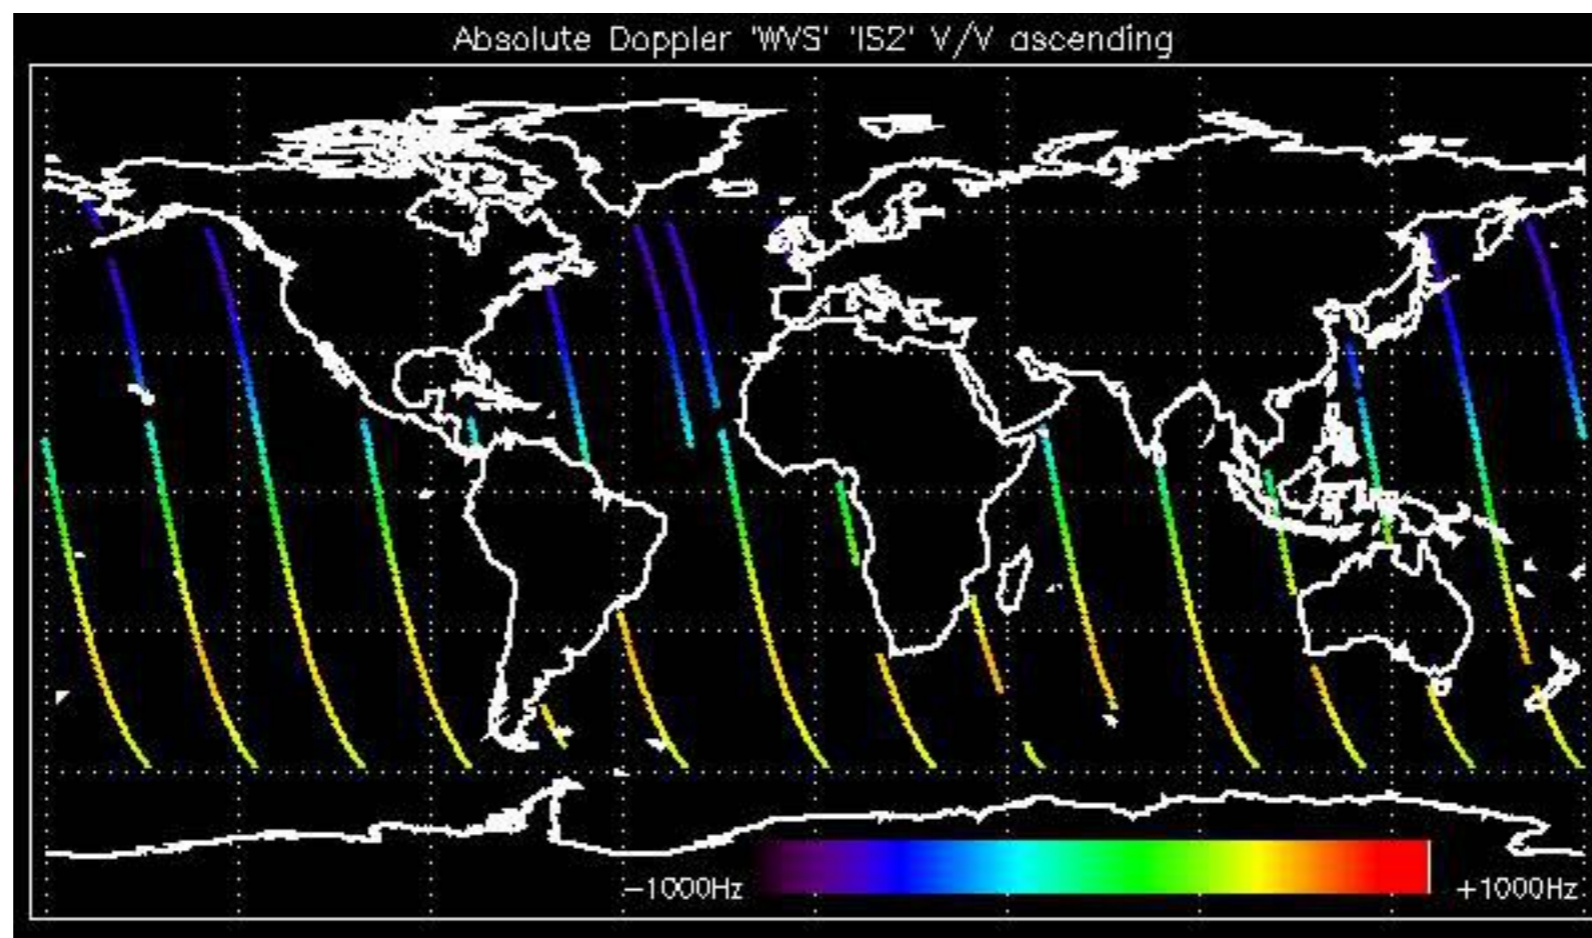 Absolute Doppler 'WVS' 'IS2' V/V ascending
-1000Hz +1000Hz